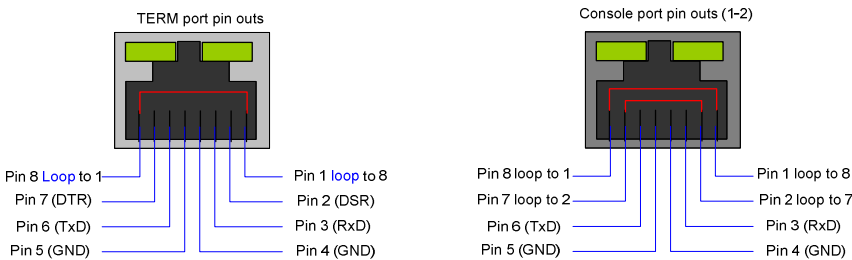 TERM port pin outs
Pin 8 Loop to 1
Pin 7 (DTR)
Pin 6 (TxD)
Pin 5 (GND)
Pin 1 loop to 8
Pin 2 (DSR)
Pin 3 (RxD)
Pin 4 (GND)
Console port pin outs (1-2)
Pin 8 loop to 1
Pin 7 loop to 2
Pin 6 (TxD)
Pin 5 (GND)
Pin 1 loop to 8
Pin 2 loop to 7
Pin 3 (RxD)
Pin 4 (GND)